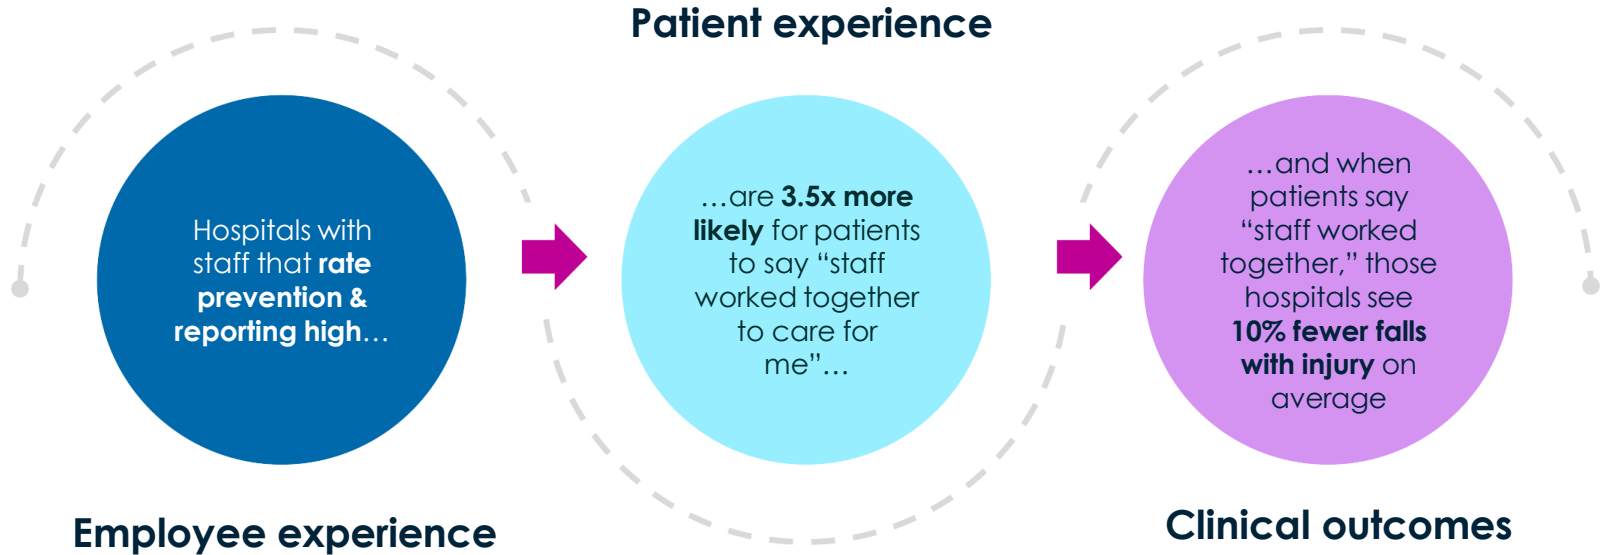 Patient experience
Hospitals with
staff that rate
prevention &
reporting high…
Employee experience
…are 3.5x more
likely for patients
to say “staff
worked together
to care for
me”…
…and when
patients say
“staff worked
together,” those
hospitals see
10% fewer falls
with injury on
average
Clinical outcomes